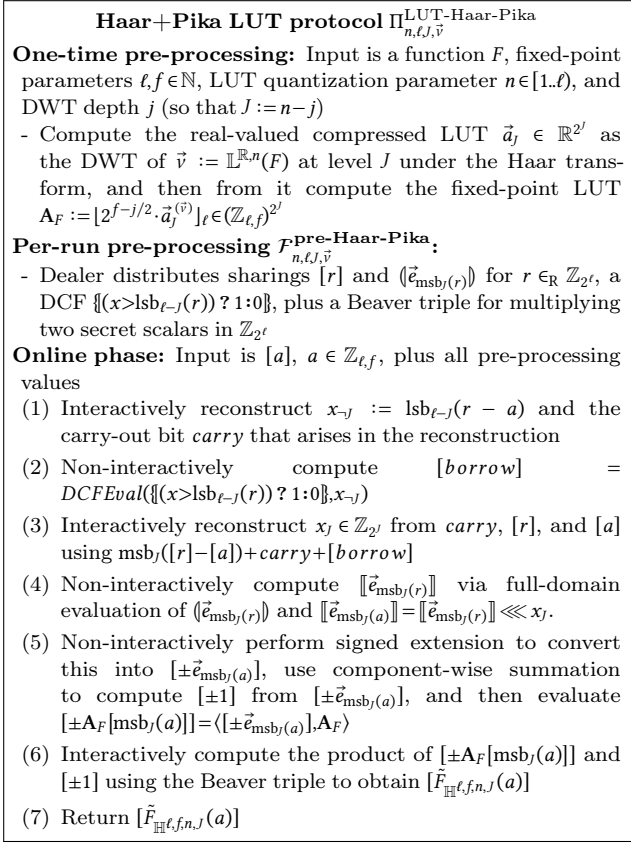 Haar+Pika LUT protocol Π^{LUT-Haar-Pika}_{n,ℓ,J,ν⃗}
One-time pre-processing: Input is a function F, fixed-point
parameters ℓ,f∈ℕ, LUT quantization parameter n∈[1..ℓ), and
DWT depth j (so that J := n−j)
- Compute the real-valued compressed LUT a⃗_J ∈ ℝ^{2^J} as
the DWT of ν⃗ := 𝕃^{ℝ,n}(F) at level J under the Haar trans-
form, and then from it compute the fixed-point LUT
A_F := ⌊2^{f−j/2}·a⃗_J^{(ν⃗)}⌋_ℓ∈(ℤ_{ℓ,f})^{2^J}
Per-run pre-processing ℱ^{pre-Haar-Pika}_{n,ℓ,J,ν⃗}:
- Dealer distributes sharings [r] and ⦇e⃗_{msb_J(r)}⦈ for r ∈_R ℤ_{2^ℓ}, a
DCF {[(x>lsb_{ℓ−J}(r)) ? 1:0]}, plus a Beaver triple for multiplying
two secret scalars in ℤ_{2^ℓ}
Online phase: Input is [a], a ∈ ℤ_{ℓ,f}, plus all pre-processing
values
(1) Interactively reconstruct x_{¬J} := lsb_{ℓ−J}(r − a) and the
carry-out bit carry that arises in the reconstruction
(2) Non-interactively compute [borrow] =
DCFEval({[(x>lsb_{ℓ−J}(r)) ? 1:0]},x_{¬J})
(3) Interactively reconstruct x_J ∈ ℤ_{2^J} from carry, [r], and [a]
using msb_J([r]−[a])+carry+[borrow]
(4) Non-interactively compute ⟦e⃗_{msb_J(r)}⟧ via full-domain
evaluation of ⦇e⃗_{msb_J(r)}⦈ and ⟦e⃗_{msb_J(a)}⟧=⟦e⃗_{msb_J(r)}⟧⋘x_J.
(5) Non-interactively perform signed extension to convert
this into [±e⃗_{msb_J(a)}], use component-wise summation
to compute [±1] from [±e⃗_{msb_J(a)}], and then evaluate
[±A_F[msb_J(a)]]=⟨[±e⃗_{msb_J(a)}],A_F⟩
(6) Interactively compute the product of [±A_F[msb_J(a)]] and
[±1] using the Beaver triple to obtain [F̃_{ℍ^{ℓ,f,n,J}}(a)]
(7) Return [F̃_{ℍ^{ℓ,f,n,J}}(a)]